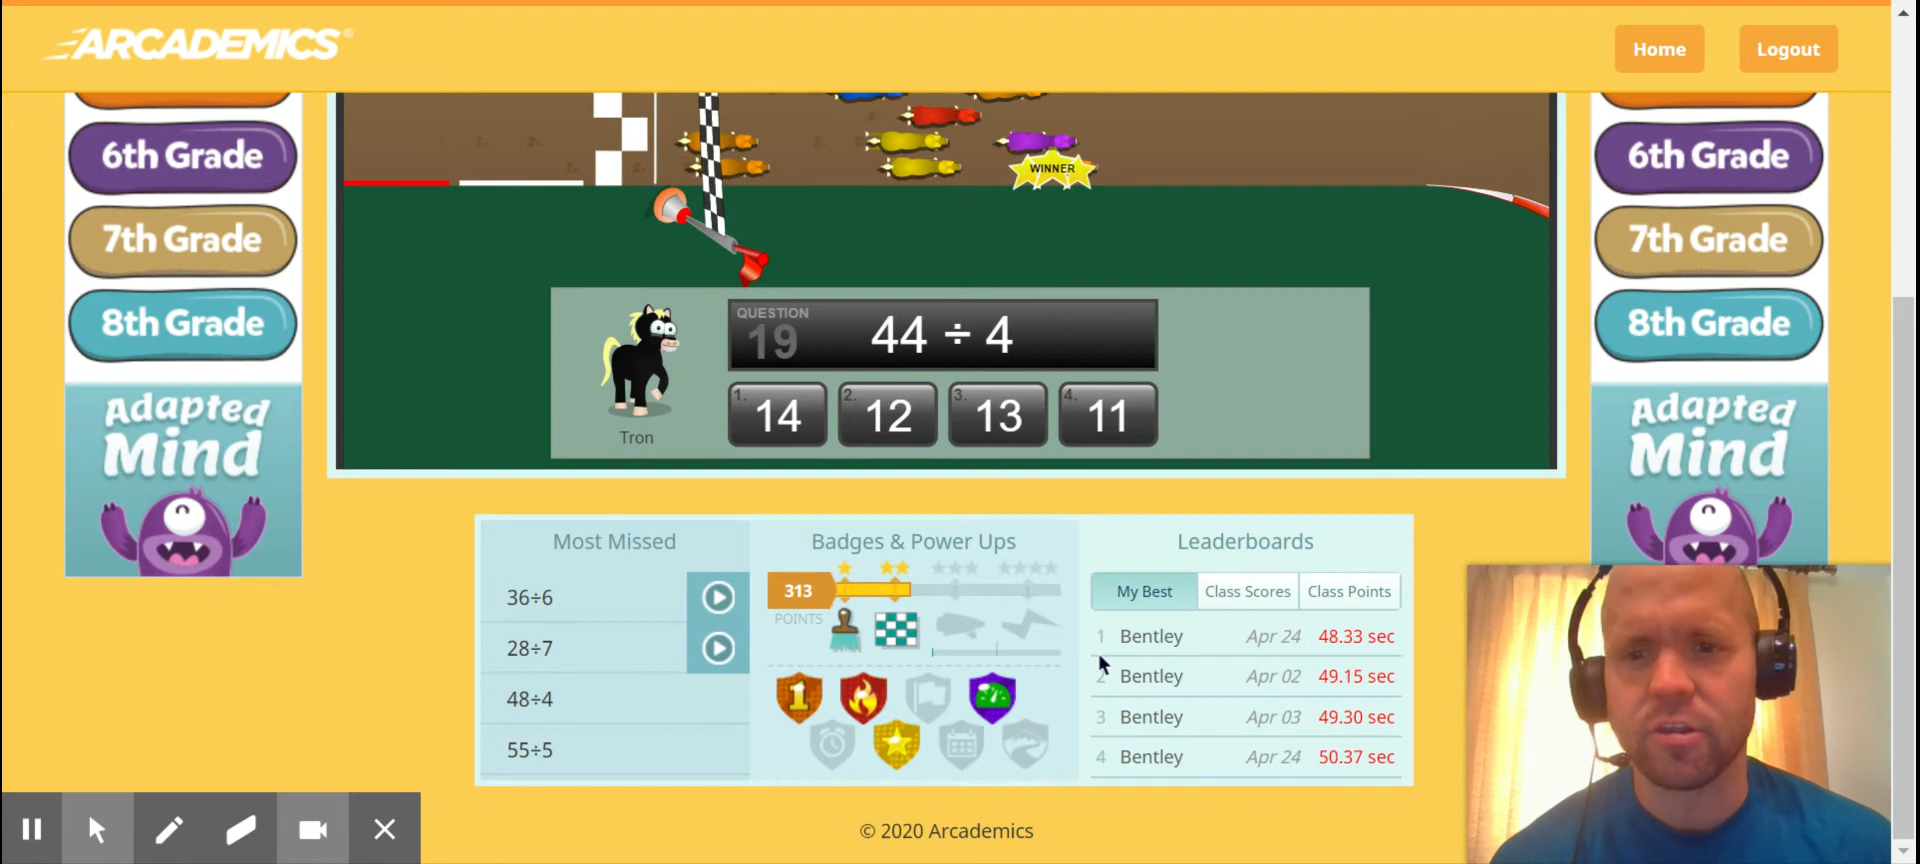 ARCADEMICS®
Home
Logout
6th Grade
7th Grade
8th Grade
Adapted
Mind
WINNER
QUESTION
19
44 ÷ 4
1. 14
2. 12
3. 13
4. 11
Tron
6th Grade
7th Grade
8th Grade
Adapted
Mind
Most Missed
36÷6
28÷7
48÷4
55÷5
Badges & Power Ups
313
POINTS
1
Leaderboards
My Best Class Scores Class Points
1 Bentley Apr 24 48.33 sec
2 Bentley Apr 02 49.15 sec
3 Bentley Apr 03 49.30 sec
4 Bentley Apr 24 50.37 sec
© 2020 Arcademics